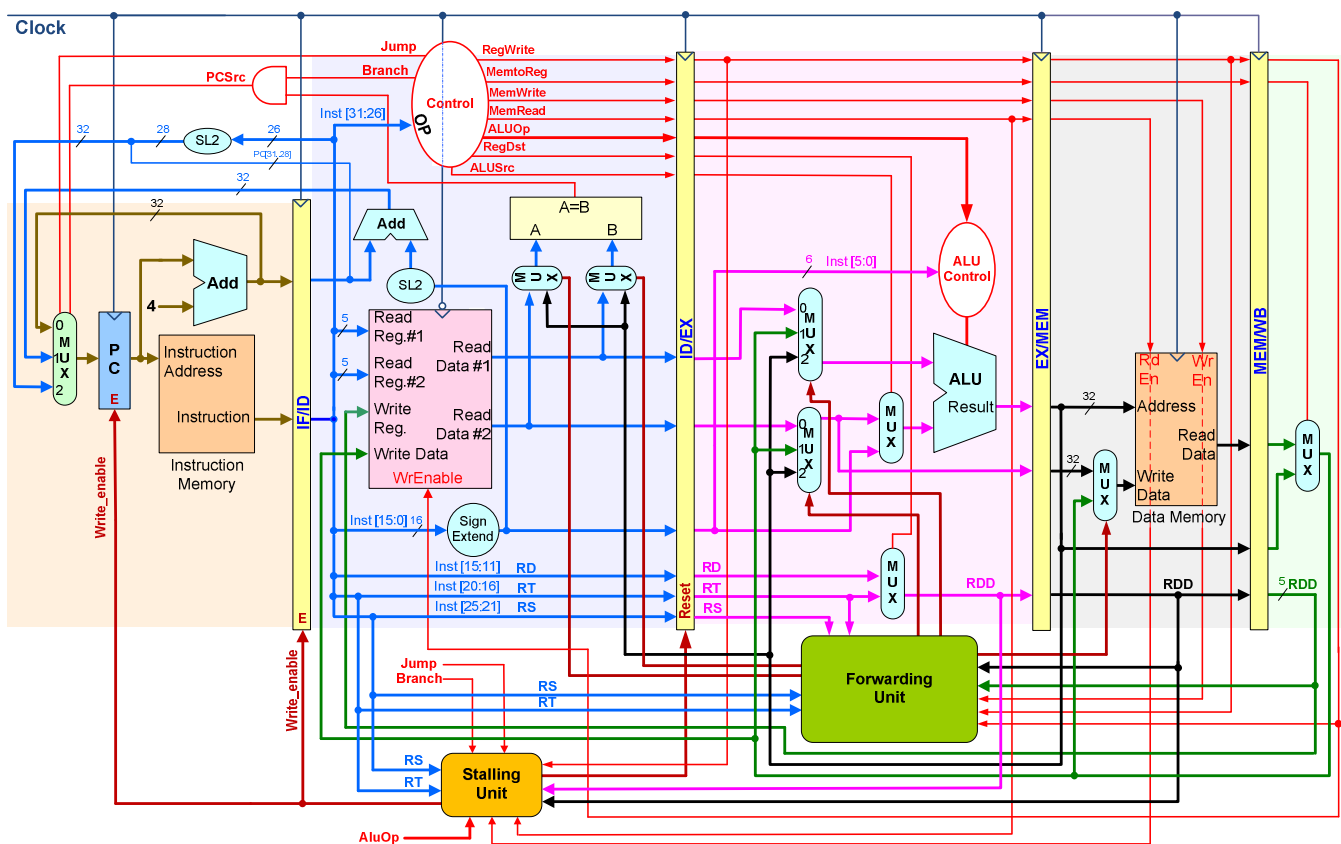 Clock
Jump
Branch
PCSrc
Control
OP
RegWrite
MemtoReg
MemWrite
MemRead
ALUOp
RegDst
ALUSrc
Inst [31:26]
32
28
SL2
26
PC[31..28]
32
32
Add
4
Add
SL2
A=B
A
B
MUX
MUX
6
Inst [5:0]
ALU
Control
0
1
2
MUX
PC
E
Instruction
Address
Instruction
Instruction
Memory
IF/ID
E
5
5
Read
Reg.#1
Read
Reg.#2
Write
Reg.
Write Data
Read
Data #1
Read
Data #2
WrEnable
ID/EX
Reset
0
1
2
MUX
0
1
2
MUX
MUX
ALU
Result
EX/MEM
32
32
MUX
Rd
En
Wr
En
Address
Read
Data
Write
Data
Data Memory
MEM/WB
MUX
Write_enable
Inst [15:0]
16
Sign
Extend
Inst [15:11]
RD
Inst [20:16]
RT
Inst [25:21]
RS
RD
RT
RS
MUX
RDD
RDD
5
RDD
Write_enable
Jump
Branch
RS
RT
Forwarding
Unit
RS
RT
Stalling
Unit
AluOp